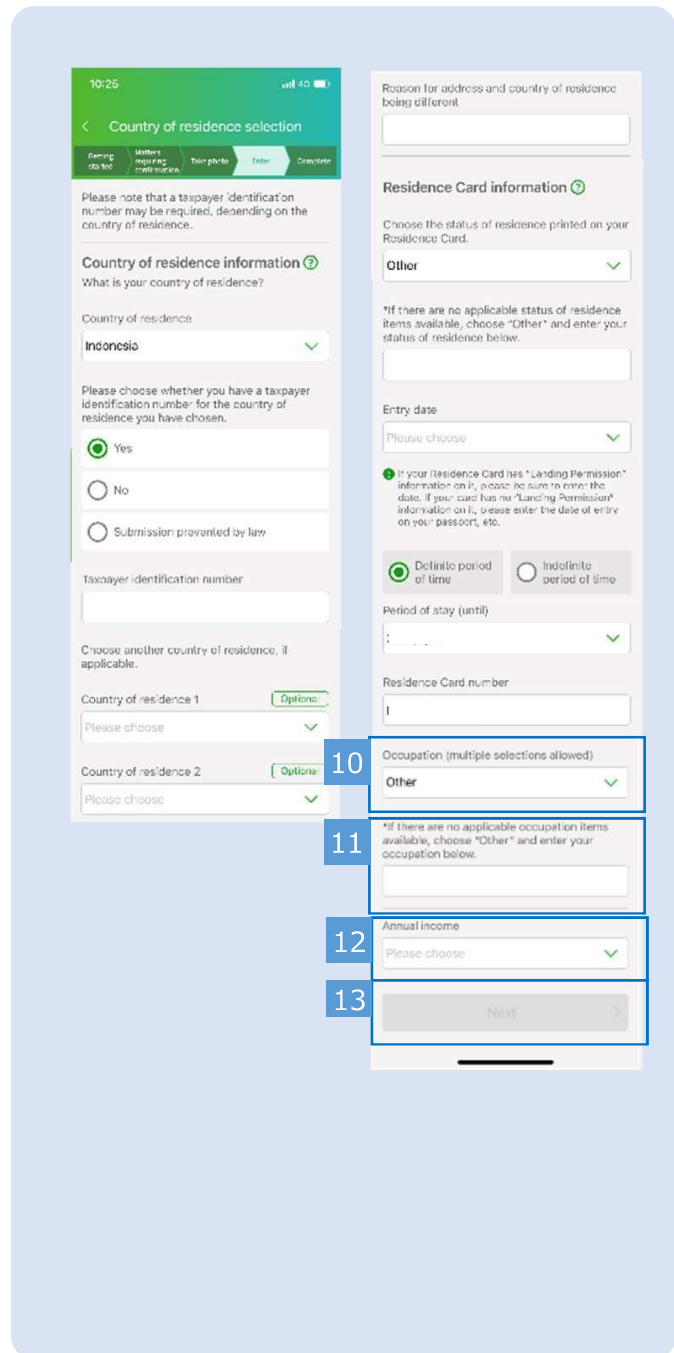 10:25
4G
Country of residence selection
Getting
started
Matters
requiring
confirmation
Take photo
Enter
Complete
Please note that a taxpayer identification
number may be required, depending on the
country of residence.
Country of residence information ?
What is your country of residence?
Country of residence
Indonesia
Please choose whether you have a taxpayer
identification number for the country of
residence you have chosen.
Yes
No
Submission prevented by law
Taxpayer identification number
Choose another country of residence, if
applicable.
Country of residence 1
Optional
Please choose
Country of residence 2
Optional
Please choose
Reason for address and country of residence
being different
Residence Card information ?
Choose the status of residence printed on your
Residence Card.
Other
*If there are no applicable status of residence
items available, choose "Other" and enter your
status of residence below.
Entry date
Please choose
If your Residence Card has "Landing Permission"
information on it, please be sure to enter the
date. If your card has no "Landing Permission"
information on it, please enter the date of entry
on your passport, etc.
Definite period
of time
Indefinite
period of time
Period of stay (until)
Residence Card number
10
Occupation (multiple selections allowed)
Other
11
*If there are no applicable occupation items
available, choose "Other" and enter your
occupation below.
12
Annual income
Please choose
13
Next